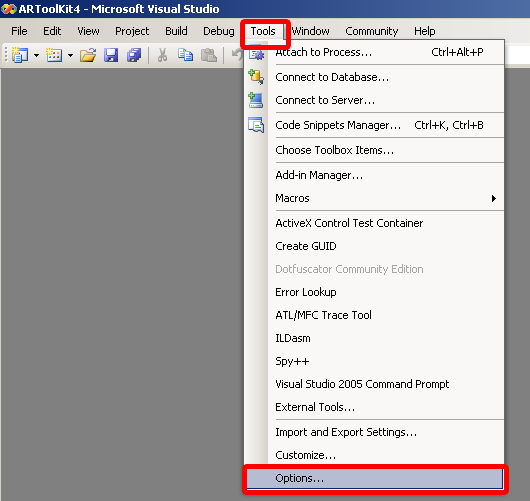 ARToolKit4 - Microsoft Visual Studio
File Edit View Project Build Debug Tools Window Community Help
Attach to Process... Ctrl+Alt+P
Connect to Database...
Connect to Server...
Code Snippets Manager... Ctrl+K, Ctrl+B
Choose Toolbox Items...
Add-in Manager...
Macros
ActiveX Control Test Container
Create GUID
Dotfuscator Community Edition
Error Lookup
ATL/MFC Trace Tool
ILDasm
Spy++
Visual Studio 2005 Command Prompt
External Tools...
Import and Export Settings...
Customize...
Options...